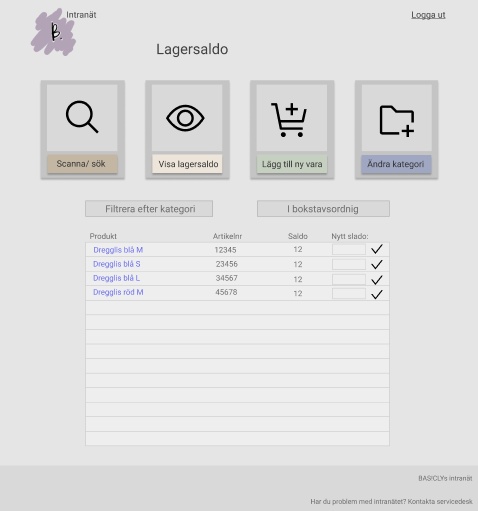 Intranät
B.
Logga ut
Lagersaldo
Scanna/ sök
Visa lagersaldo
Lägg till ny vara
Ändra kategori
Filtrera efter kategori
I bokstavsordnig
Produkt Artikelnr Saldo Nytt slado:
Dregglis blå M 12345 12
Dregglis blå S 23456 12
Dregglis blå L 34567 12
Dregglis röd M 45678 12
BASICLYs intranät
Har du problem med intranätet? Kontakta servicedesk